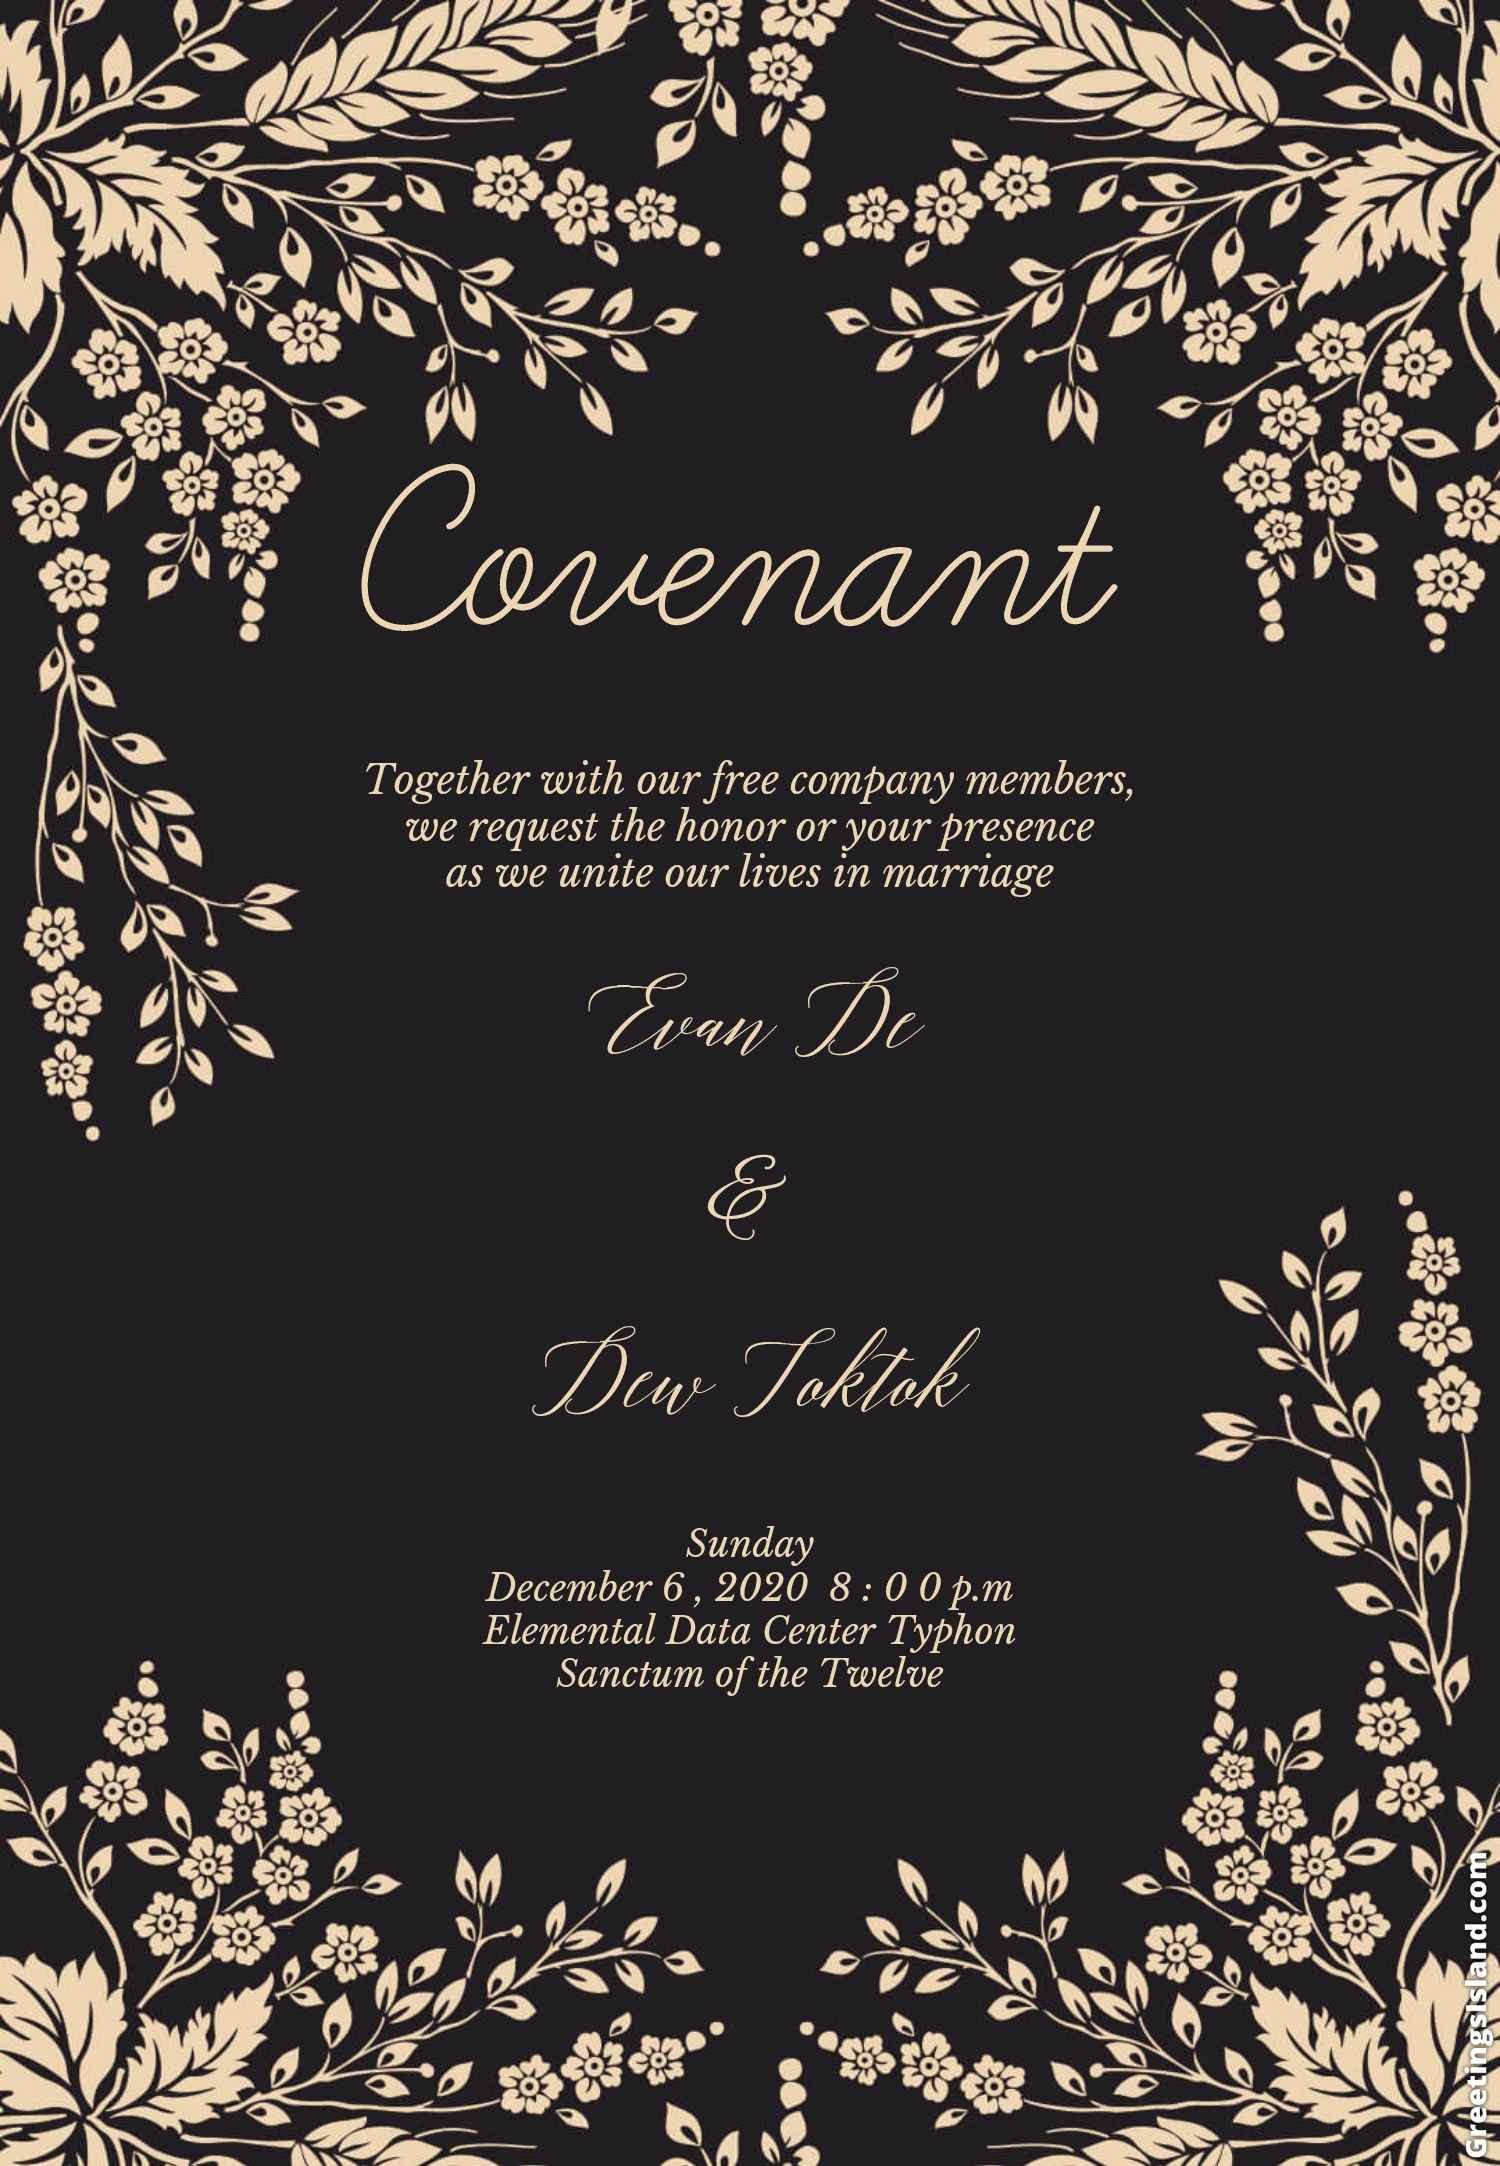 Covenant
Together with our free company members,
we request the honor or your presence
as we unite our lives in marriage
Evan De
&
Dew Toktok
Sunday
December 6 , 2020  8 : 0 0 p.m
Elemental Data Center Typhon
Sanctum of the Twelve
GreetingsIsland.com